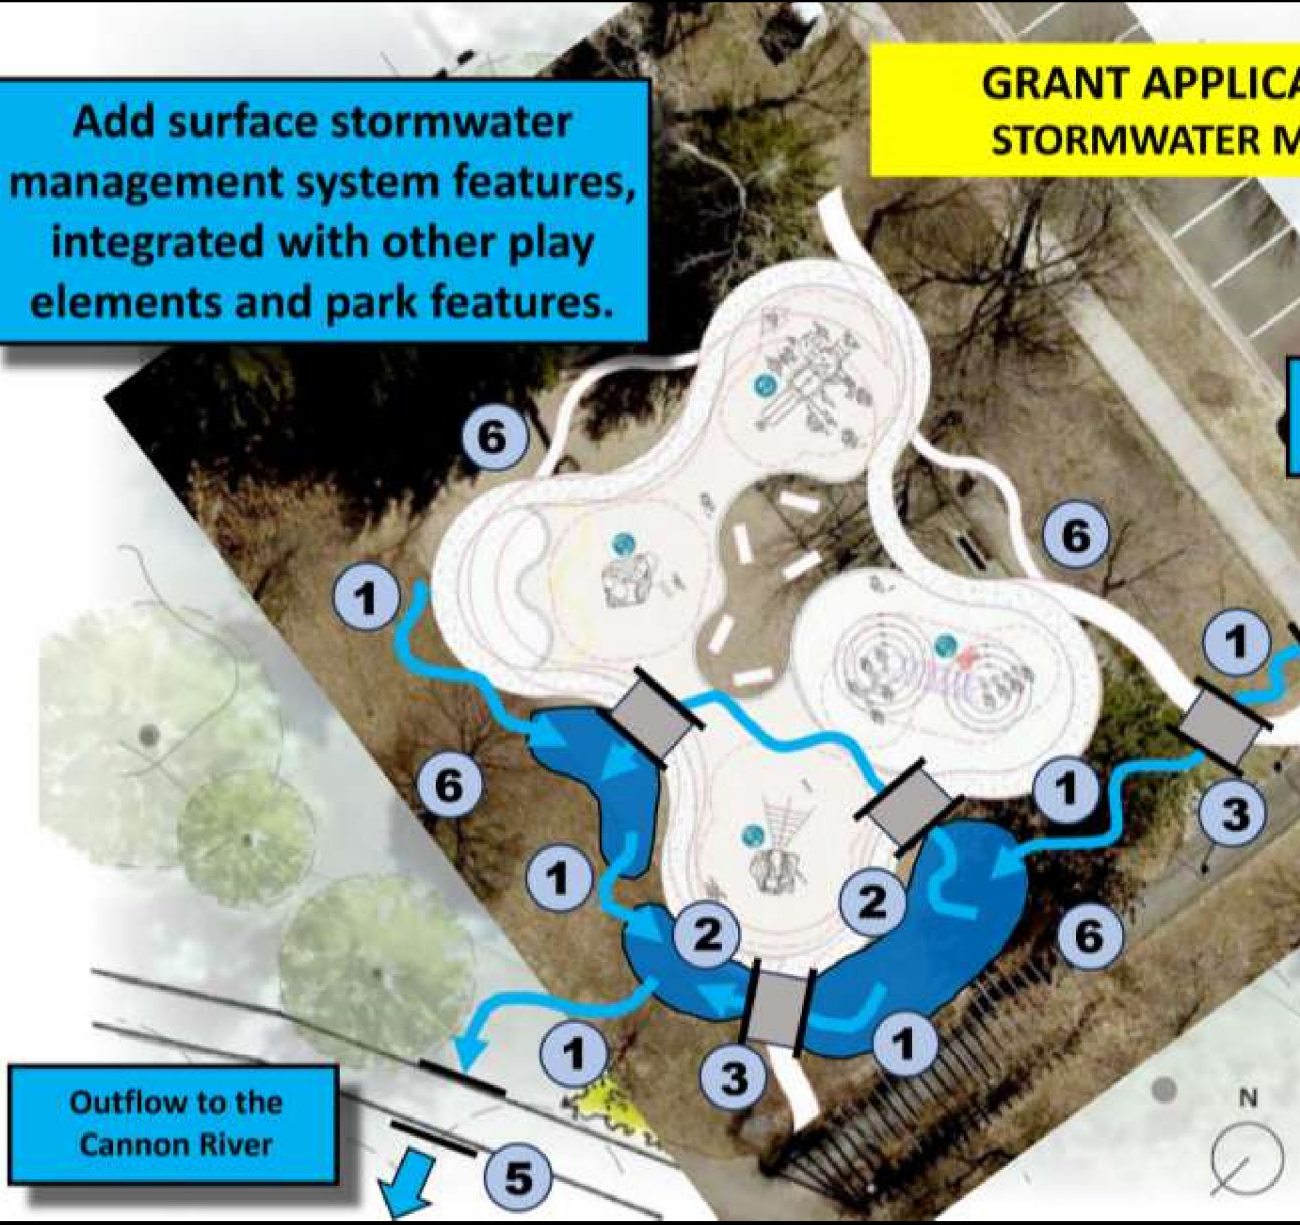 GRANT APPLICA
STORMWATER M
Add surface stormwater
management system features,
integrated with other play
elements and park features.
6
6
1
1
6
1
3
1
2
2
6
1
1
3
Outflow to the
Cannon River
5
N